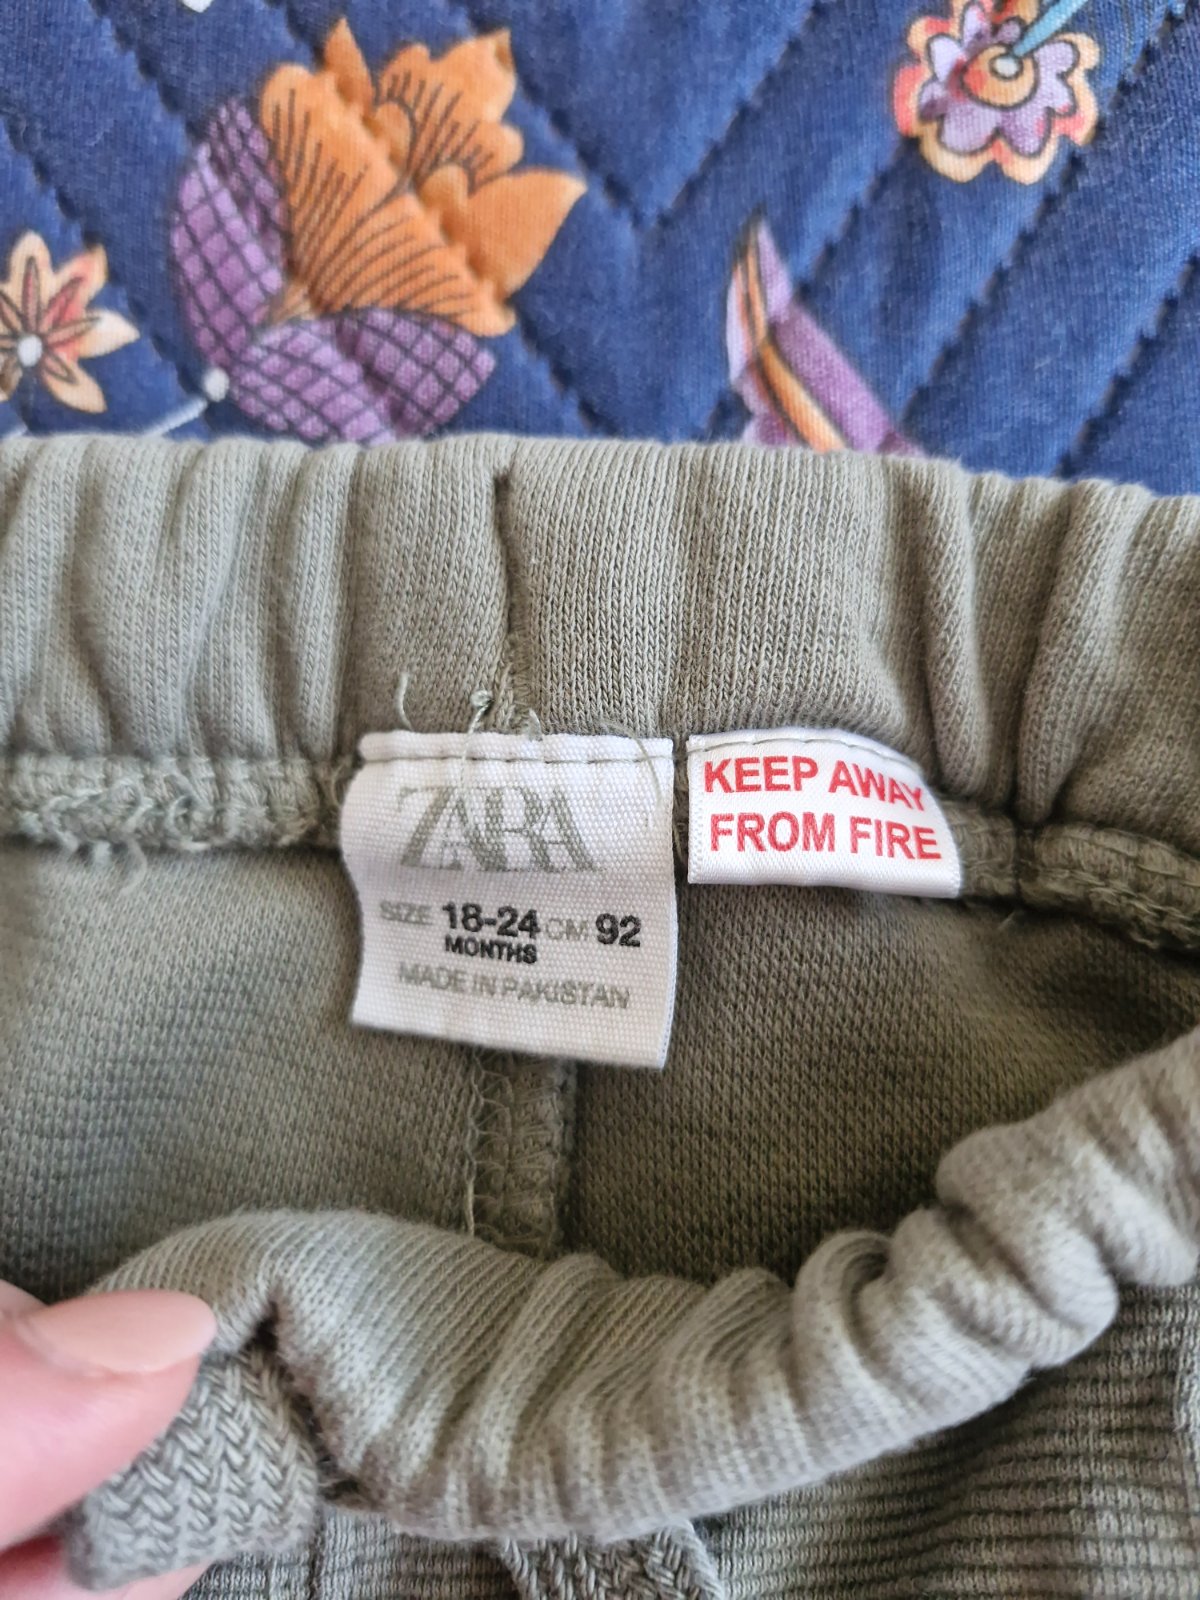 ZARA
SIZE 18-24 CM 92
MONTHS
MADE IN PAKISTAN
KEEP AWAY
FROM FIRE